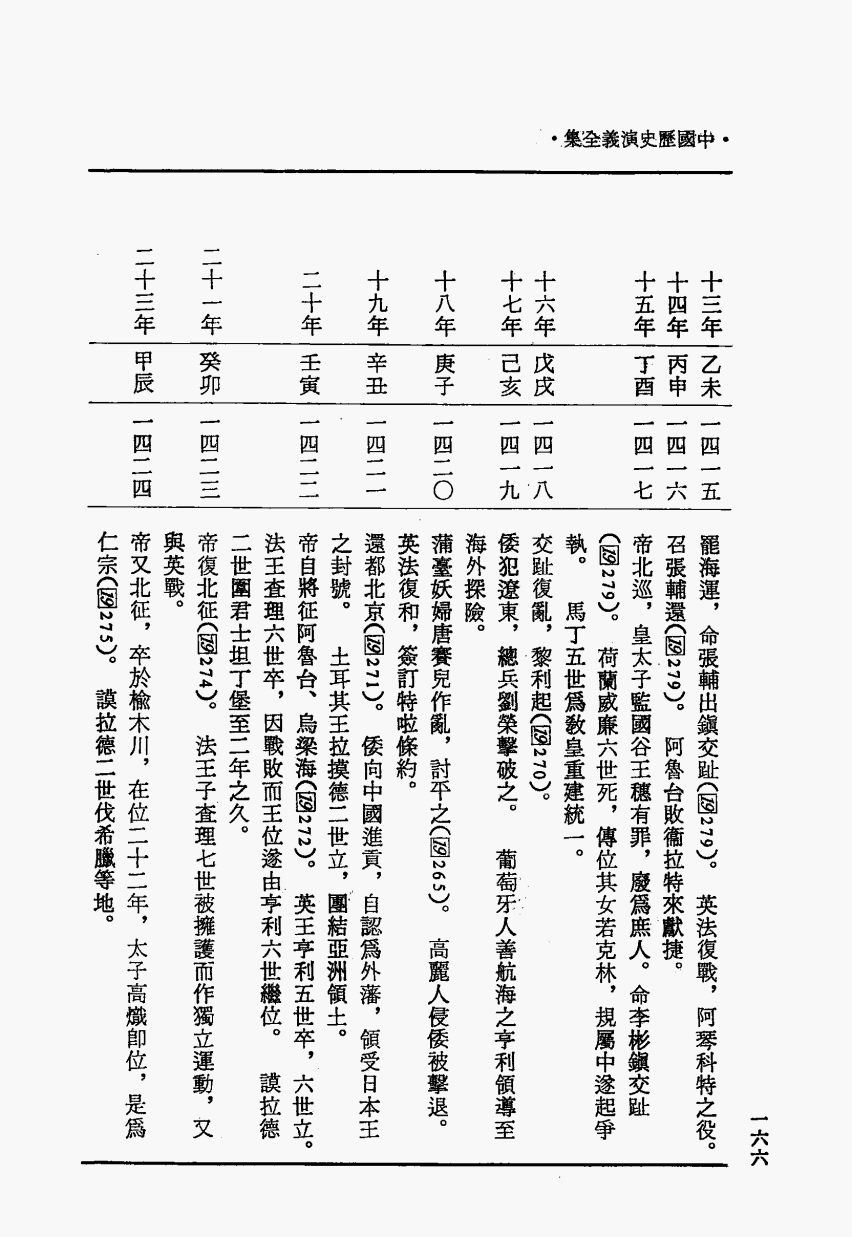 •中國歷史演義全集•
十三年 乙未 一四一五 罷海運，命張輔出鎮交趾(⑲279)。 英法復戰，阿琴科特之役。
十四年 丙申 一四一六 召張輔還(⑲279)。 阿魯台敗衞拉特來獻捷。
十五年 丁酉 一四一七 帝北巡，皇太子監國谷王穗有罪，廢爲庶人。命李彬鎮交趾
(⑲279)。 荷蘭威廉六世死，傳位其女若克林，規屬中遂起爭
執。 馬丁五世爲教皇重建統一。
十六年 戊戌 一四一八 交趾復亂，黎利起(⑲270)。
十七年 己亥 一四一九 倭犯遼東，總兵劉榮擊破之。 葡萄牙人善航海之亨利領導至
海外探險。
十八年 庚子 一四二〇 蒲臺妖婦唐賽兒作亂，討平之(⑲265)。 高麗人侵倭被擊退。
英法復和，簽訂特啦條約。
十九年 辛丑 一四二一 還都北京(⑲271)。 倭向中國進貢，自認爲外藩，領受日本王
之封號。 土耳其王拉摸德二世立，團結亞洲領土。
二十年 壬寅 一四二二 帝自將征阿魯台、烏梁海(⑲272)。 英王亨利五世卒，六世立。
法王查理六世卒，因戰敗而王位遂由亨利六世繼位。 謨拉德
二世圍君士坦丁堡至二年之久。
二十一年 癸卯 一四二三 帝復北征(⑲274)。 法王子查理七世被擁護而作獨立運動，又
與英戰。
二十三年 甲辰 一四二四 帝又北征，卒於楡木川，在位二十二年，太子高熾卽位，是爲
仁宗(⑲275)。 謨拉德二世伐希臘等地。
一六六